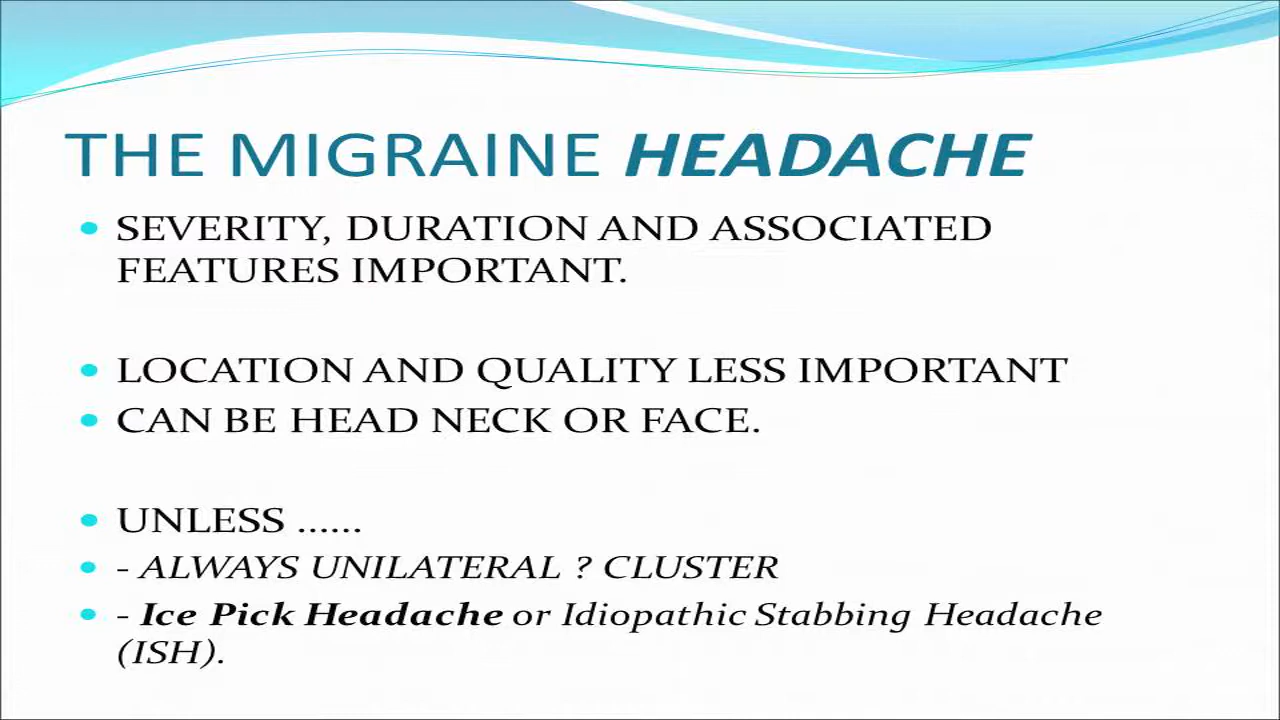 THE MIGRAINE HEADACHE
• SEVERITY, DURATION AND ASSOCIATED
FEATURES IMPORTANT.
• LOCATION AND QUALITY LESS IMPORTANT
• CAN BE HEAD NECK OR FACE.
• UNLESS ......
• - ALWAYS UNILATERAL ? CLUSTER
• - Ice Pick Headache or Idiopathic Stabbing Headache
(ISH).